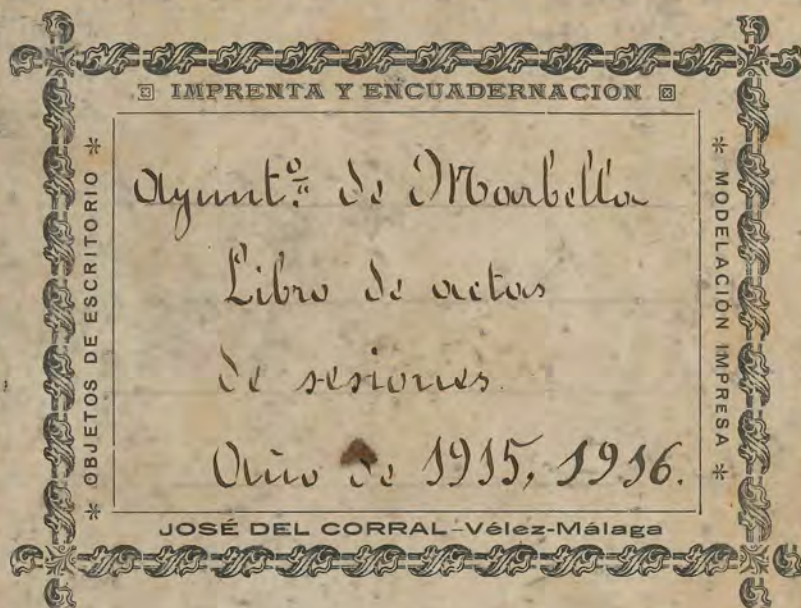 IMPRENTA Y ENCUADERNACION
* OBJETOS DE ESCRITORIO *
Ayuntº. de Marbella
Libro de actas
de sesiones.
Año de 1915, 1916.
* MODELACIÓN IMPRESA *
JOSÉ DEL CORRAL-Vélez-Málaga